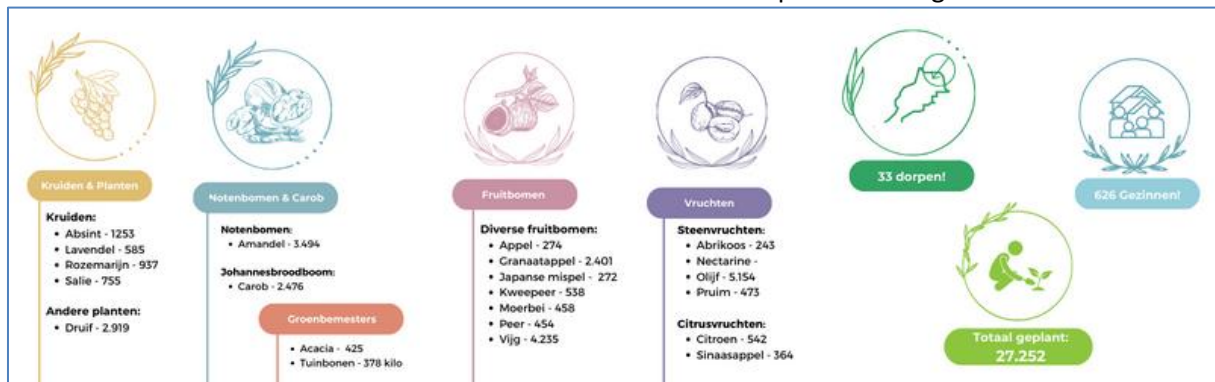 Kruiden & Planten
Kruiden:
• Absint - 1253
• Lavendel - 585
• Rozemarijn - 937
• Salie - 755
Andere planten:
• Druif - 2.919
Notenbomen & Carob
Notenbomen:
• Amandel - 3.494
Johannesbroodboom:
• Carob - 2.476
Groenbemesters
• Acacia - 425
• Tuinbonen - 378 kilo
Fruitbomen
Diverse fruitbomen:
• Appel - 274
• Granaatappel - 2.401
• Japanse mispel - 272
• Kweepeer - 538
• Moerbei - 458
• Peer - 454
• Vijg - 4.235
Vruchten
Steenvruchten:
• Abrikoos - 243
• Nectarine -
• Olijf - 5.154
• Pruim - 473
Citrusvruchten:
• Citroen - 542
• Sinaasappel - 364
33 dorpen!
626 Gezinnen!
Totaal geplant:
27.252